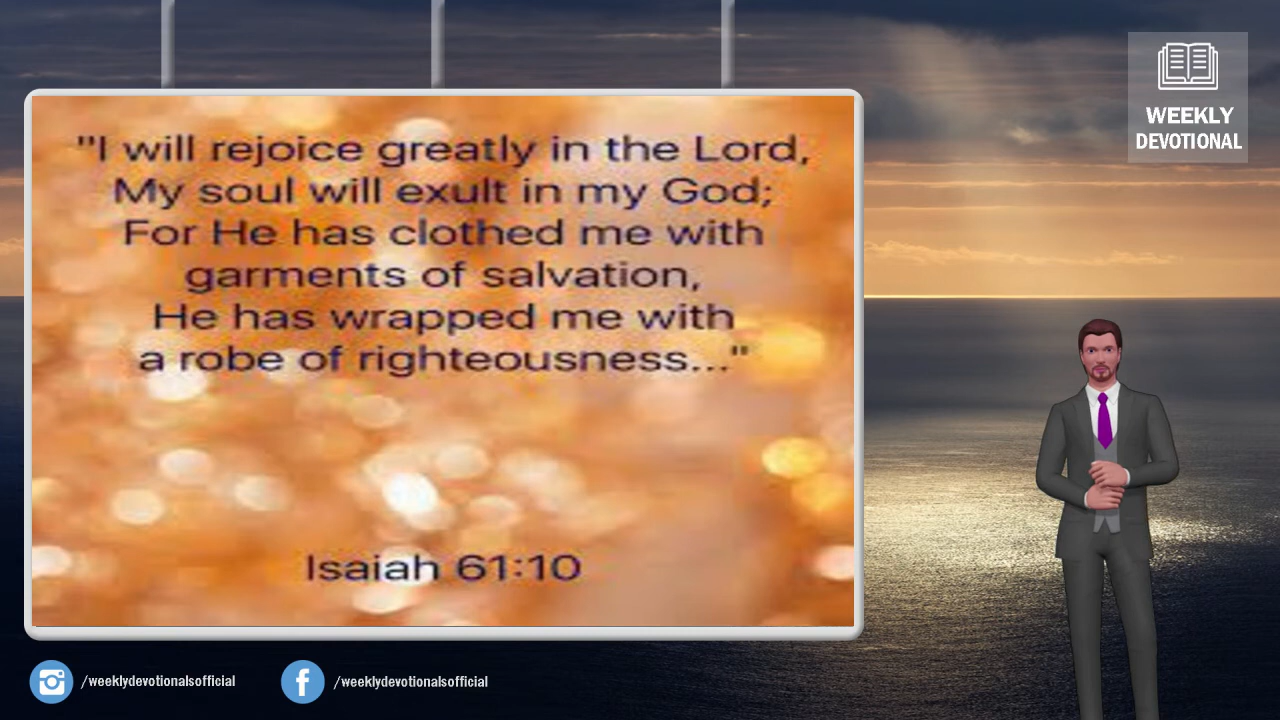 "I will rejoice greatly in the Lord,
My soul will exult in my God;
For He has clothed me with
garments of salvation,
He has wrapped me with
a robe of righteousness..."
Isaiah 61:10
WEEKLY
DEVOTIONAL
/weeklydevotionalsofficial
/weeklydevotionalsofficial